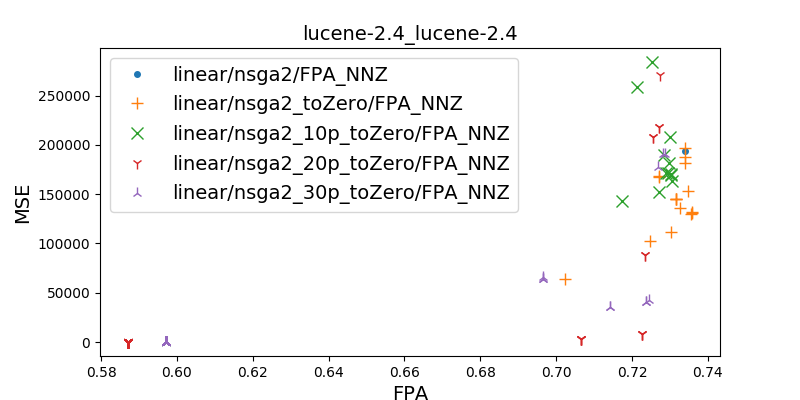 lucene-2.4_lucene-2.4
linear/nsga2/FPA_NNZ
linear/nsga2_toZero/FPA_NNZ
linear/nsga2_10p_toZero/FPA_NNZ
linear/nsga2_20p_toZero/FPA_NNZ
linear/nsga2_30p_toZero/FPA_NNZ
MSE
250000
200000
150000
100000
50000
0
0.58 0.60 0.62 0.64 0.66 0.68 0.70 0.72 0.74
FPA